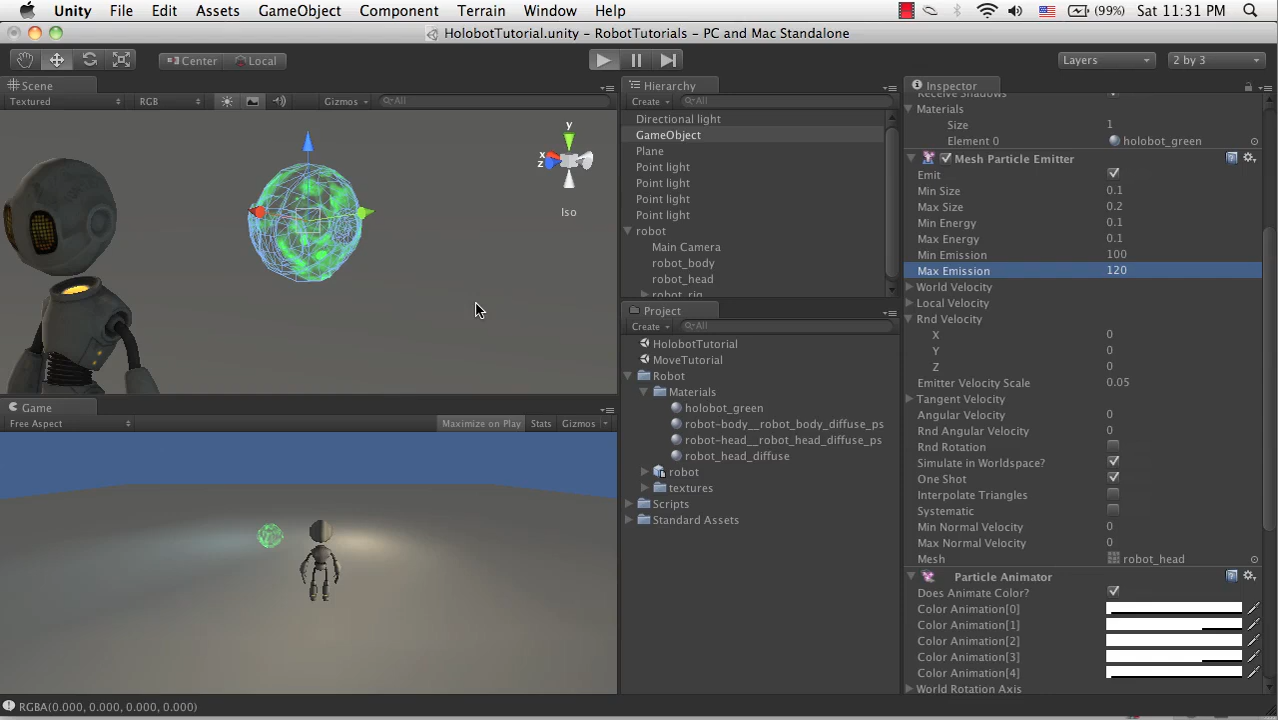 Unity File Edit Assets GameObject Component Terrain Window Help (99%) Sat 11:31 PM
HolobotTutorial.unity - RobotTutorials - PC and Mac Standalone
Center Local Layers 2 by 3
Scene
Textured RGB Gizmos All
y
x
z
Iso
Game
Free Aspect Maximize on Play Stats Gizmos
Hierarchy
Create All
Directional light
GameObject
Plane
Point light
Point light
Point light
Point light
robot
Main Camera
robot_body
robot_head
robot_rig
Project
Create All
HolobotTutorial
MoveTutorial
Robot
Materials
holobot_green
robot-body__robot_body_diffuse_ps
robot-head__robot_head_diffuse_ps
robot_head_diffuse
robot
textures
Scripts
Standard Assets
Inspector
Receive Shadows
Materials
Size 1
Element 0 holobot_green
Mesh Particle Emitter
Emit
Min Size 0.1
Max Size 0.2
Min Energy 0.1
Max Energy 0.1
Min Emission 100
Max Emission 120
World Velocity
Local Velocity
Rnd Velocity
X 0
Y 0
Z 0
Emitter Velocity Scale 0.05
Tangent Velocity
Angular Velocity 0
Rnd Angular Velocity 0
Rnd Rotation
Simulate in Worldspace?
One Shot
Interpolate Triangles
Systematic
Min Normal Velocity 0
Max Normal Velocity 0
Mesh robot_head
Particle Animator
Does Animate Color?
Color Animation[0]
Color Animation[1]
Color Animation[2]
Color Animation[3]
Color Animation[4]
World Rotation Axis
RGBA(0.000, 0.000, 0.000, 0.000)